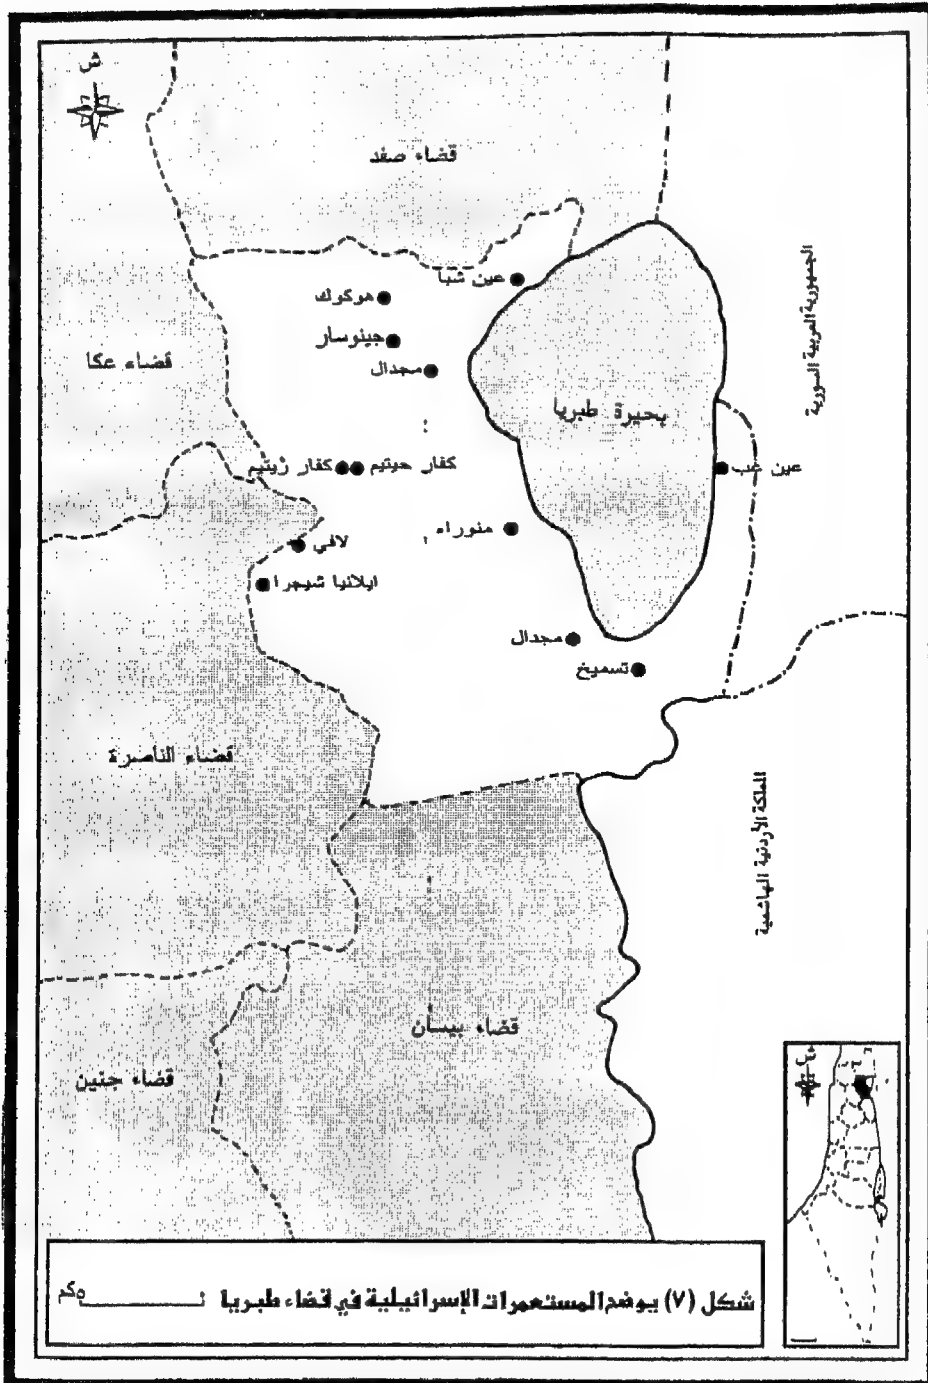 ش
قضاء صفد
عين شبا
هوكوك
جينوسار
مجدال
قضاء عكا
بحيرة طبريا
الجمهورية العربية السورية
كفار حيتيم
كفار زيتيم
عين غب
منوراه
لافي
ايلانيا شيجرا
مجدال
تسميخ
قضاء الناصرة
المملكة الأردنية الهاشمية
قضاء بيسان
قضاء جنين
ش
شكل (٧) يوضح المستعمرات الإسرائيلية في قضاء طبريا
٥كم